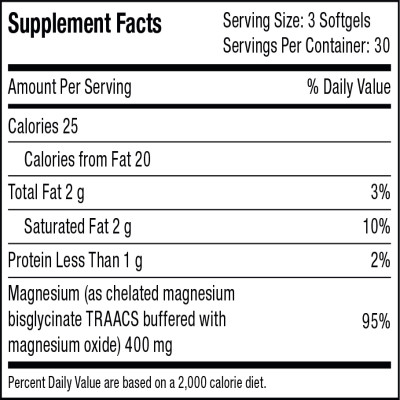 Supplement Facts
Serving Size: 3 Softgels
Servings Per Container: 30
Amount Per Serving % Daily Value
Calories 25
Calories from Fat 20
Total Fat 2 g 3%
Saturated Fat 2 g 10%
Protein Less Than 1 g 2%
Magnesium (as chelated magnesium
bisglycinate TRAACS buffered with
magnesium oxide) 400 mg 95%
Percent Daily Value are based on a 2,000 calorie diet.